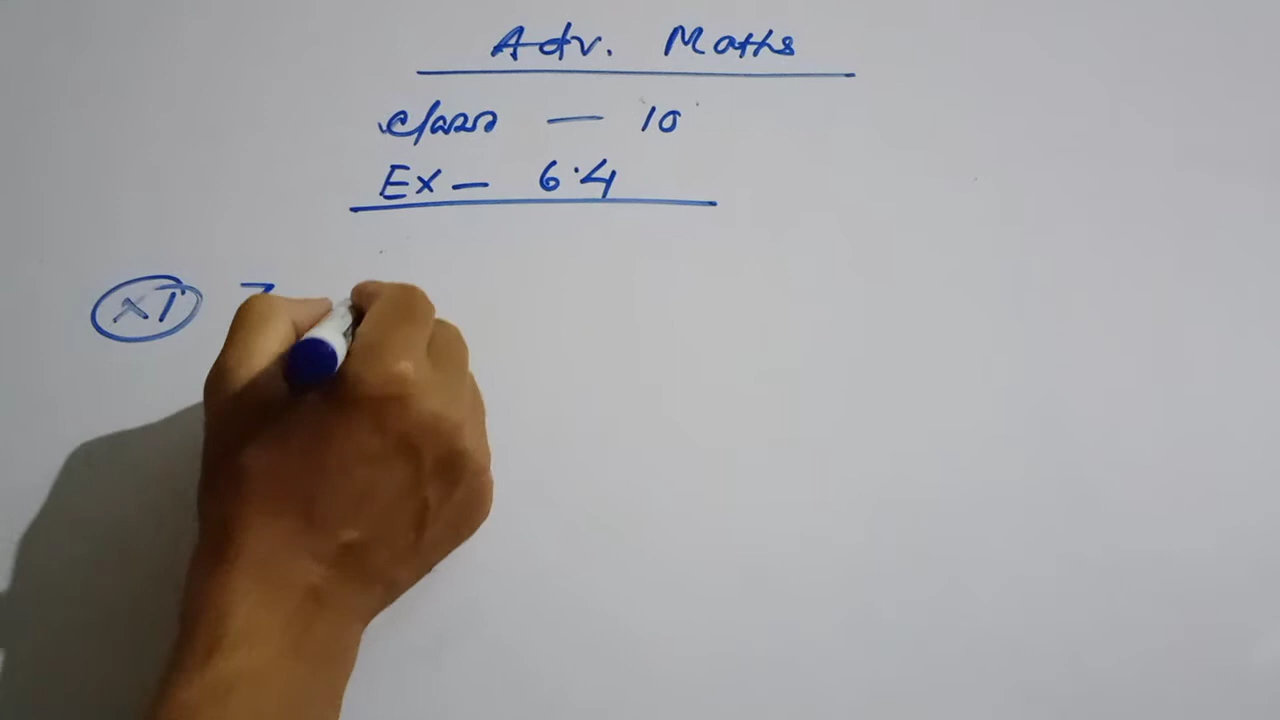 Adv. Maths
Class — 10
Ex — 6.4